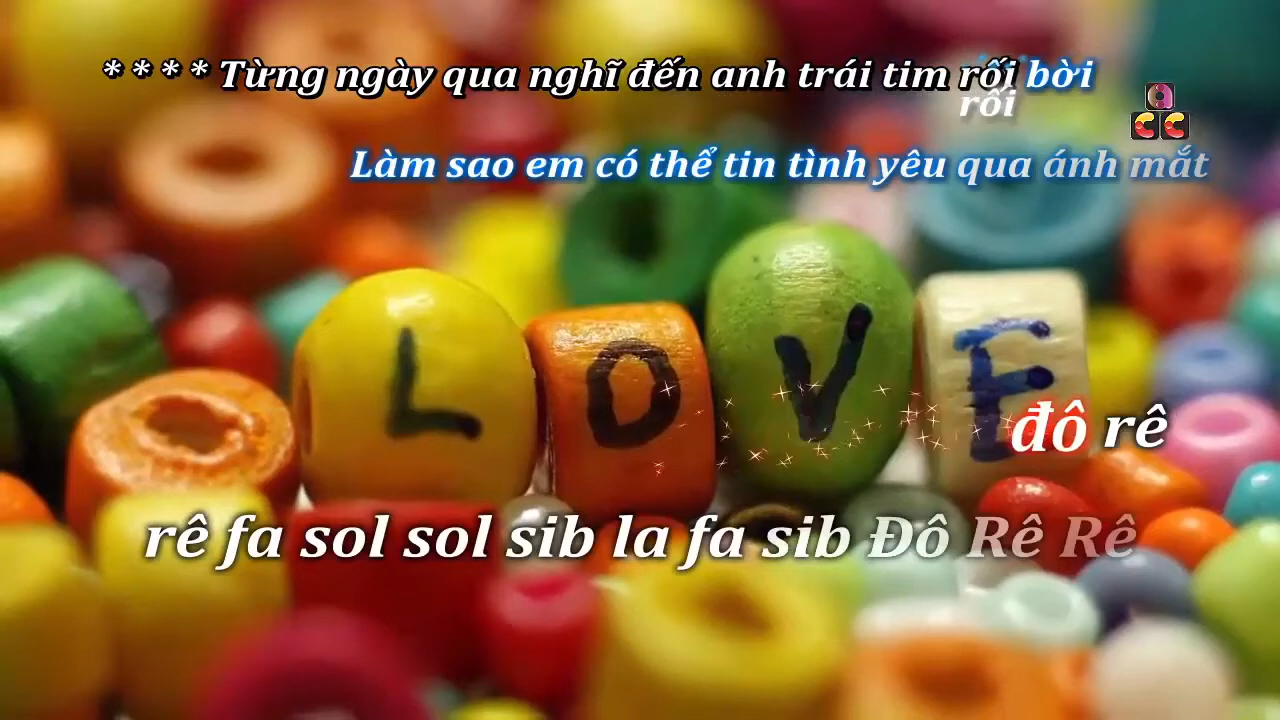 * * * * Từng ngày qua nghĩ đến anh trái tim rối bời
rối
Làm sao em có thể tin tình yêu qua ánh mắt
a
C C
L O V E
đô rê
rê fa sol sol sib la fa sib Đô Rê Rê